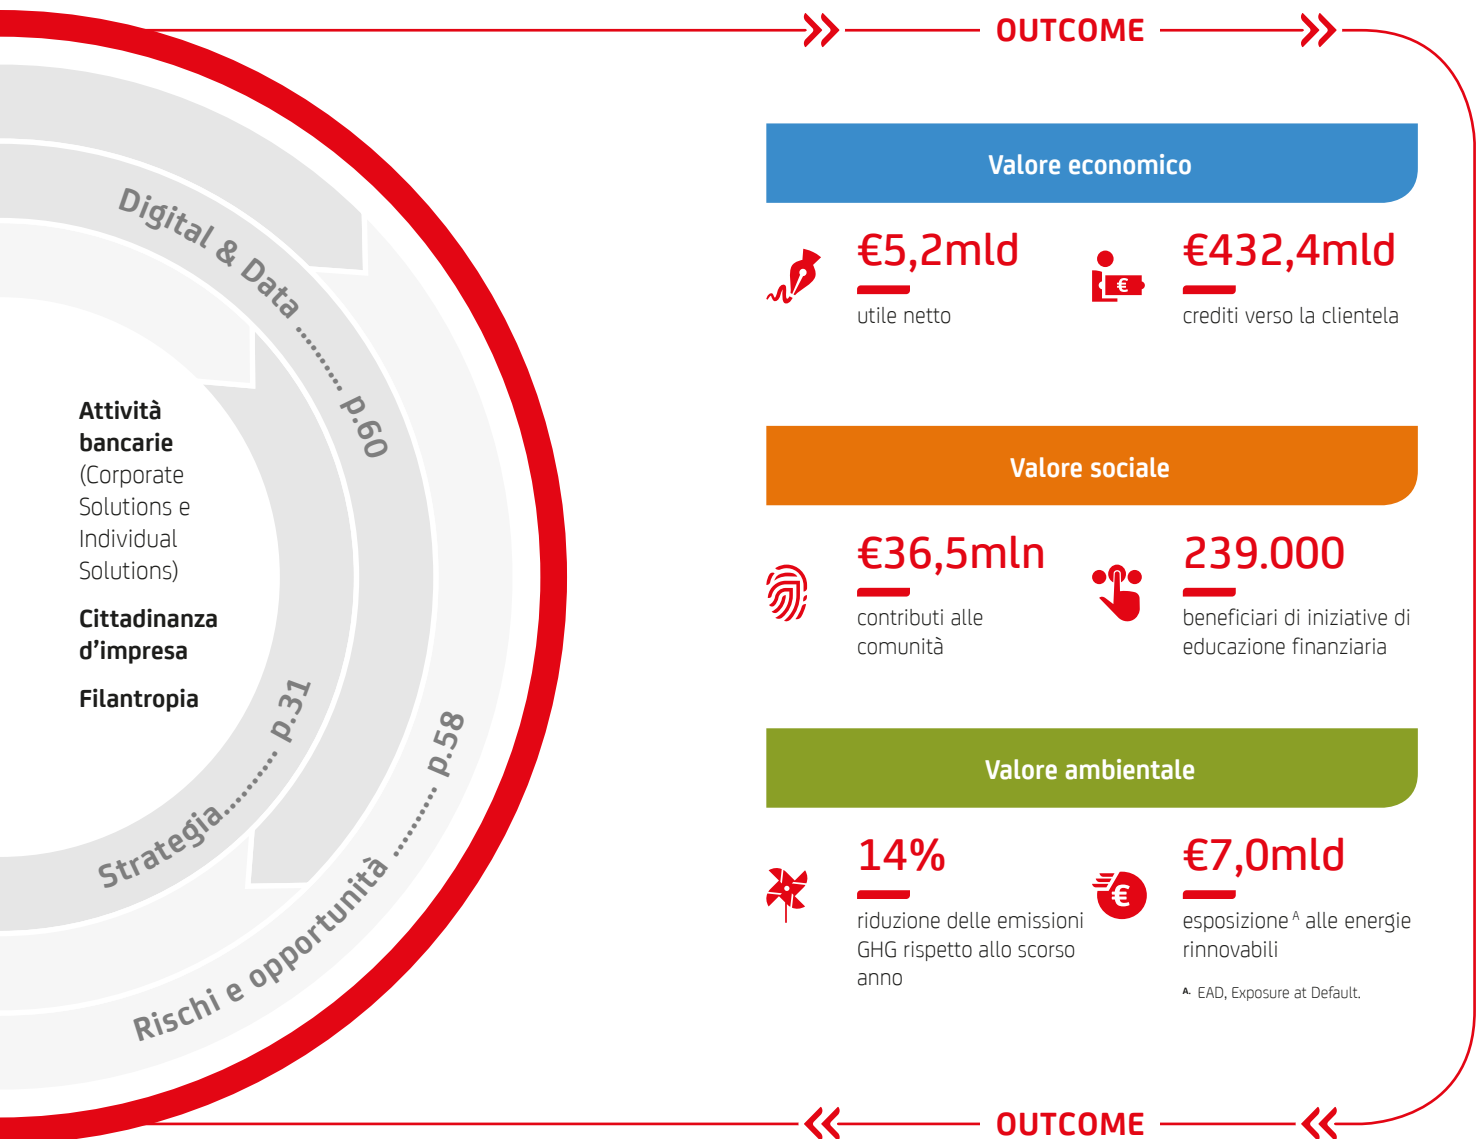 OUTCOME
Digital & Data .......... p.60
Attività
bancarie
(Corporate
Solutions e
Individual
Solutions)
Cittadinanza
d’impresa
Filantropia
Strategia.......... p.31
Rischi e opportunità .......... p.58
Valore economico
€5,2mld
utile netto
€432,4mld
€
crediti verso la clientela
Valore sociale
€36,5mln
contributi alle
comunità
239.000
beneficiari di iniziative di
educazione finanziaria
Valore ambientale
14%
riduzione delle emissioni
GHG rispetto allo scorso
anno
€7,0mld
€
esposizione A alle energie
rinnovabili
A. EAD, Exposure at Default.
OUTCOME